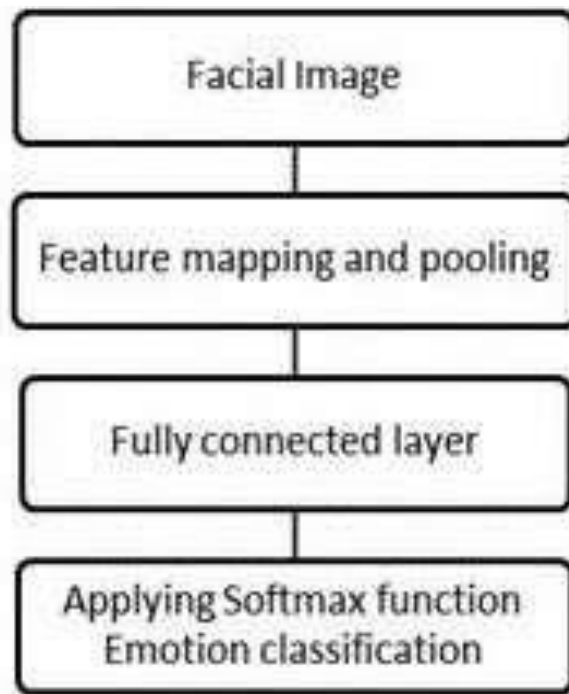 Facial Image
Feature mapping and pooling
Fully connected layer
Applying Softmax function
Emotion classification